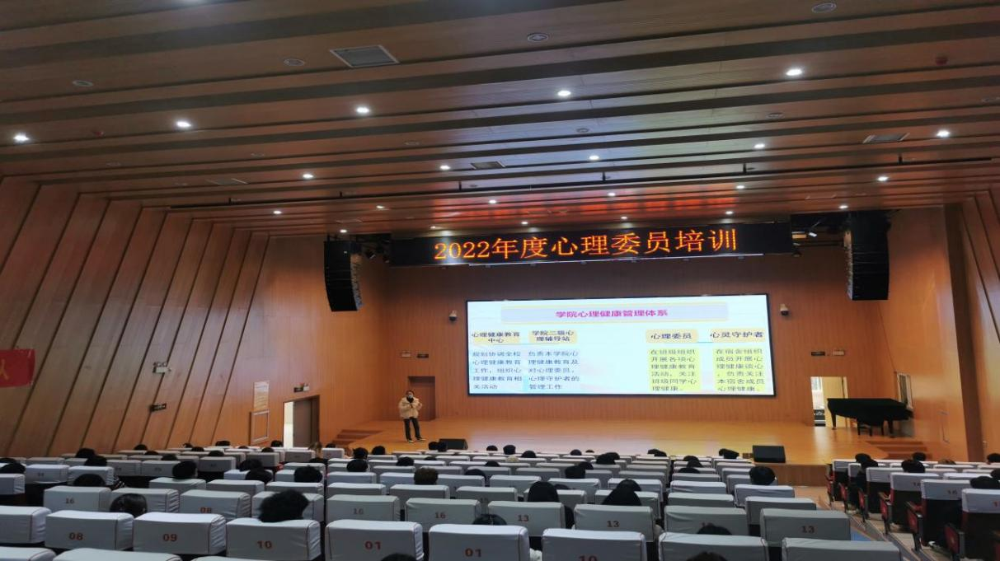 2022年度心理委员培训
学院心理健康管理体系
心理健康教育
中心
规划协调全校
心理健康教育
工作，组织心
理健康教育相
关活动
学院二级心
理辅导站
负责本学院心
理健康教育及
对心理委员，
心理守护者的
管理工作
心理委员
在班级组织
开展各项心
理健康教育
活动，关注
班级同学心
理健康。
心灵守护者
在宿舍组织
成员开展心
理健康谈心
，负责关注
本宿舍成员
心理健康。
队
16
08
16
13
13
13
08
09
10
01
01
10